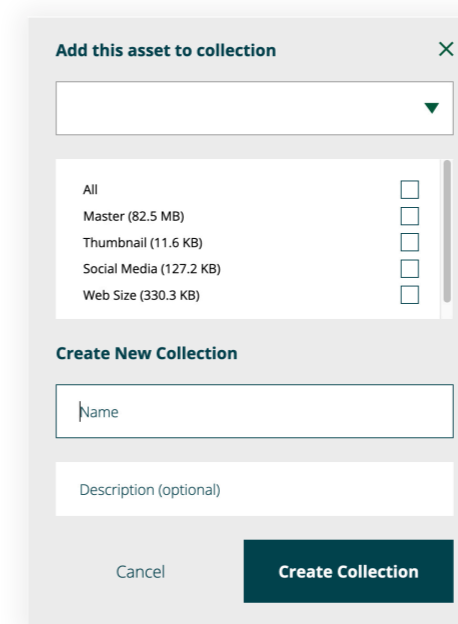 Add this asset to collection
All
Master (82.5 MB)
Thumbnail (11.6 KB)
Social Media (127.2 KB)
Web Size (330.3 KB)
Create New Collection
Name
Description (optional)
Cancel
Create Collection